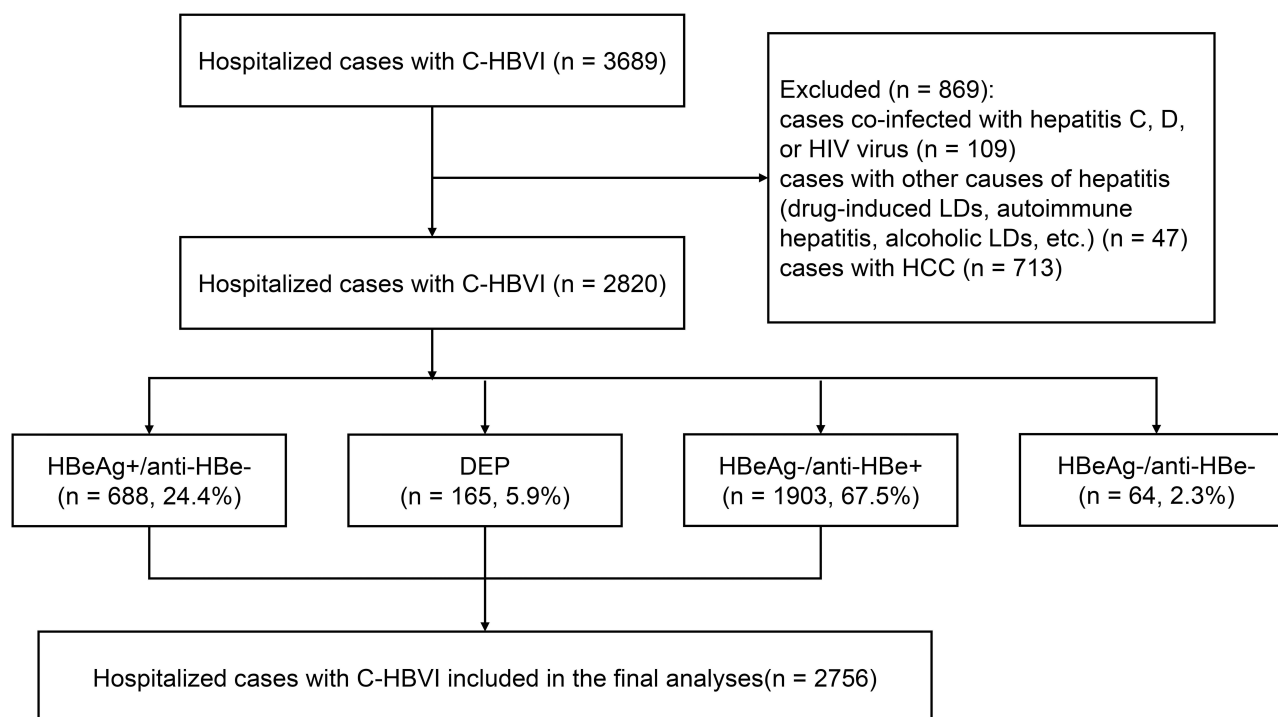 Hospitalized cases with C-HBVI (n = 3689)
Excluded (n = 869):
cases co-infected with hepatitis C, D,
or HIV virus (n = 109)
cases with other causes of hepatitis
(drug-induced LDs, autoimmune
hepatitis, alcoholic LDs, etc.) (n = 47)
cases with HCC (n = 713)
Hospitalized cases with C-HBVI (n = 2820)
HBeAg+/anti-HBe-
(n = 688, 24.4%)
DEP
(n = 165, 5.9%)
HBeAg-/anti-HBe+
(n = 1903, 67.5%)
HBeAg-/anti-HBe-
(n = 64, 2.3%)
Hospitalized cases with C-HBVI included in the final analyses(n = 2756)